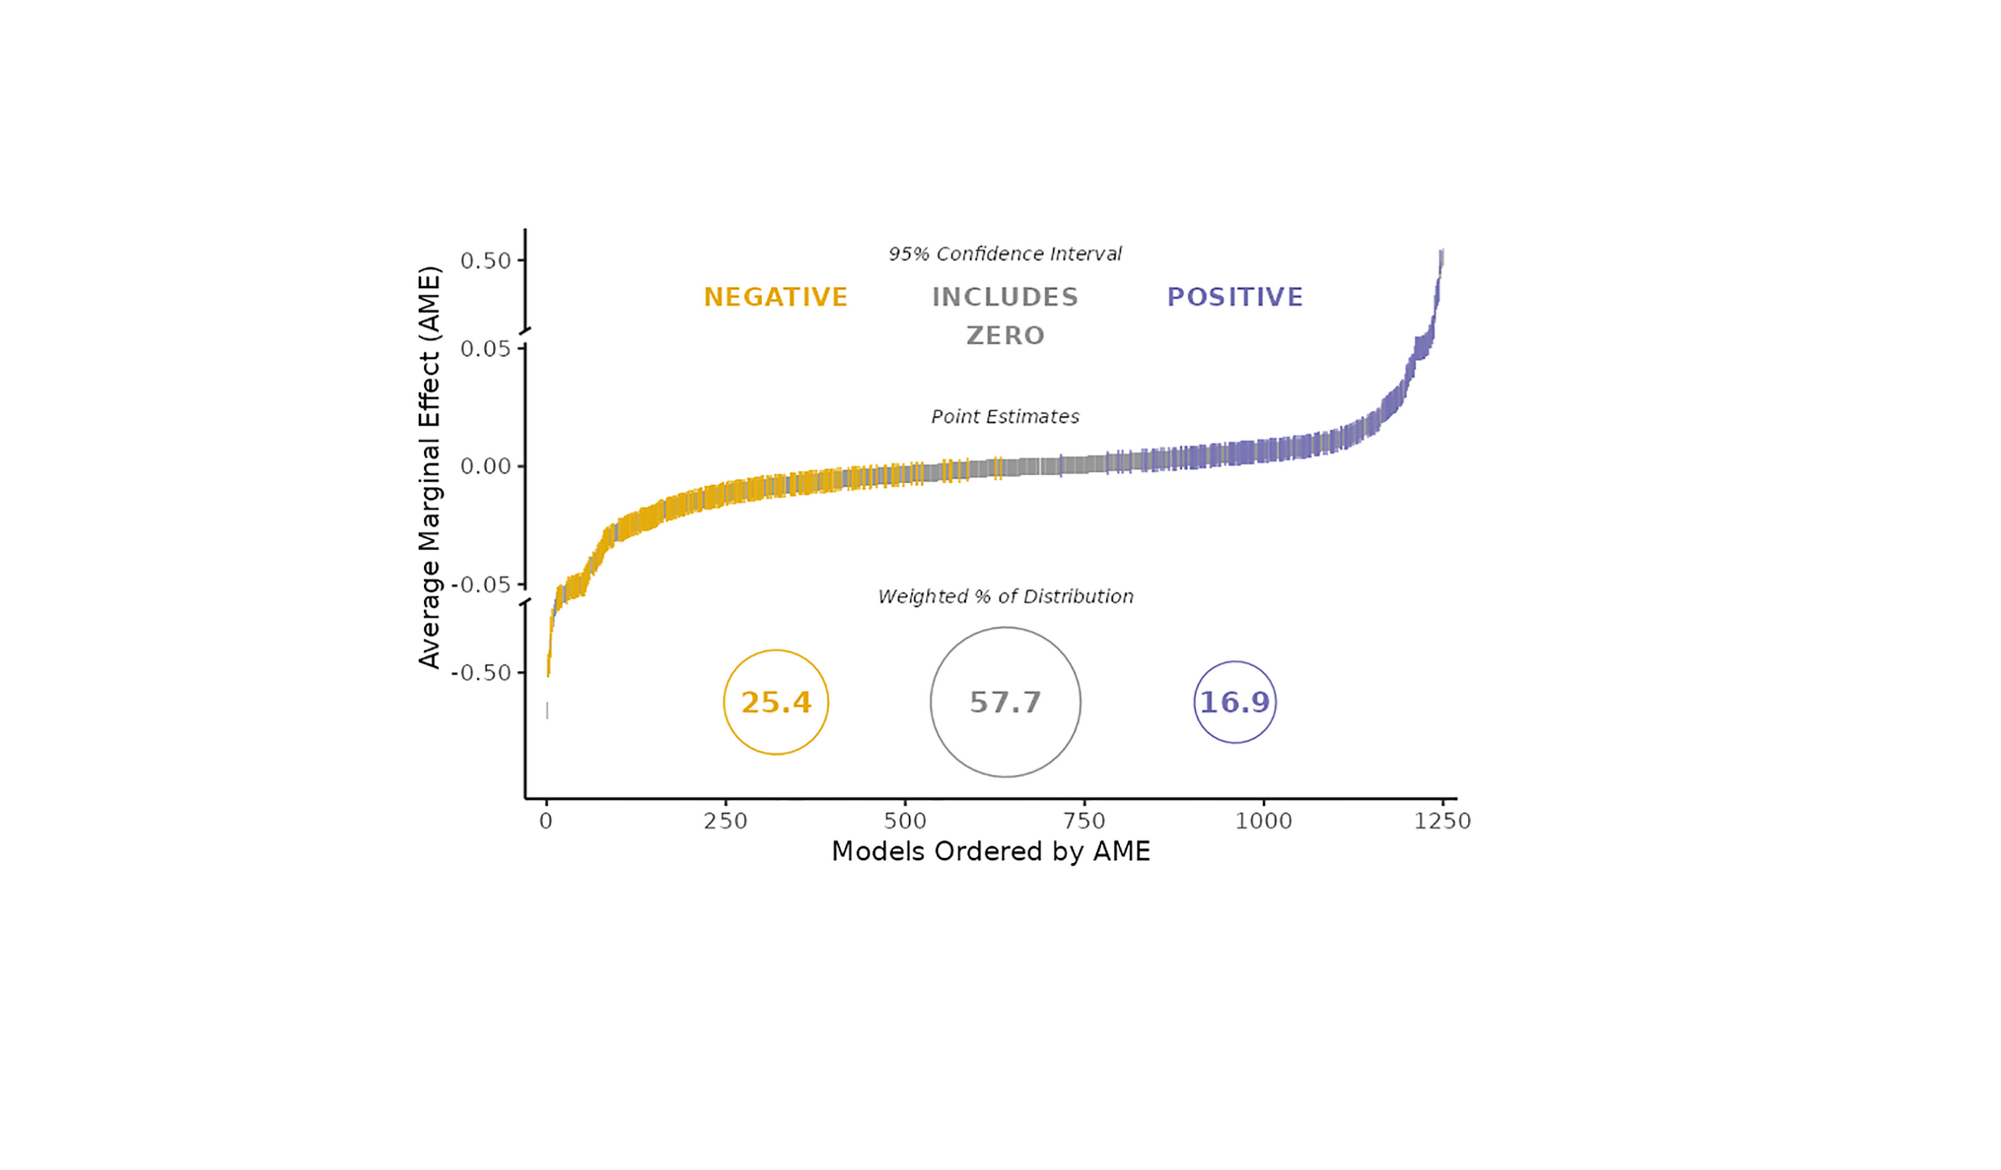 95% Confidence Interval
NEGATIVE
INCLUDES
ZERO
POSITIVE
Point Estimates
Weighted % of Distribution
25.4
57.7
16.9
Average Marginal Effect (AME)
0.50
0.05
0.00
-0.05
-0.50
0
250
500
750
1000
1250
Models Ordered by AME